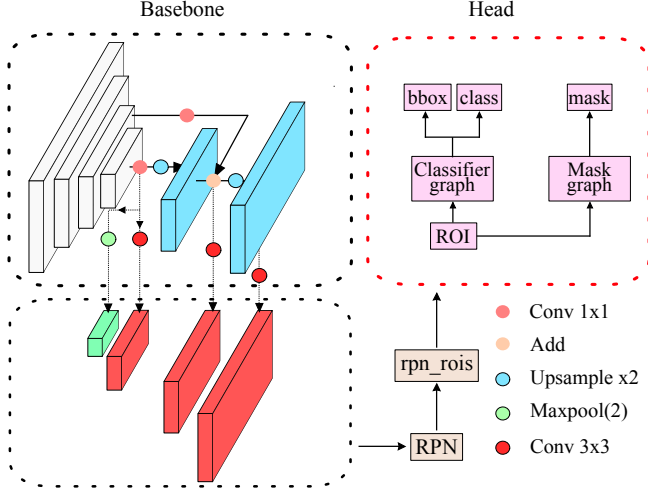 Basebone
Head
bbox
class
mask
Classifier
graph
Mask
graph
ROI
Conv 1x1
Add
rpn_rois
Upsample x2
Maxpool(2)
RPN
Conv 3x3